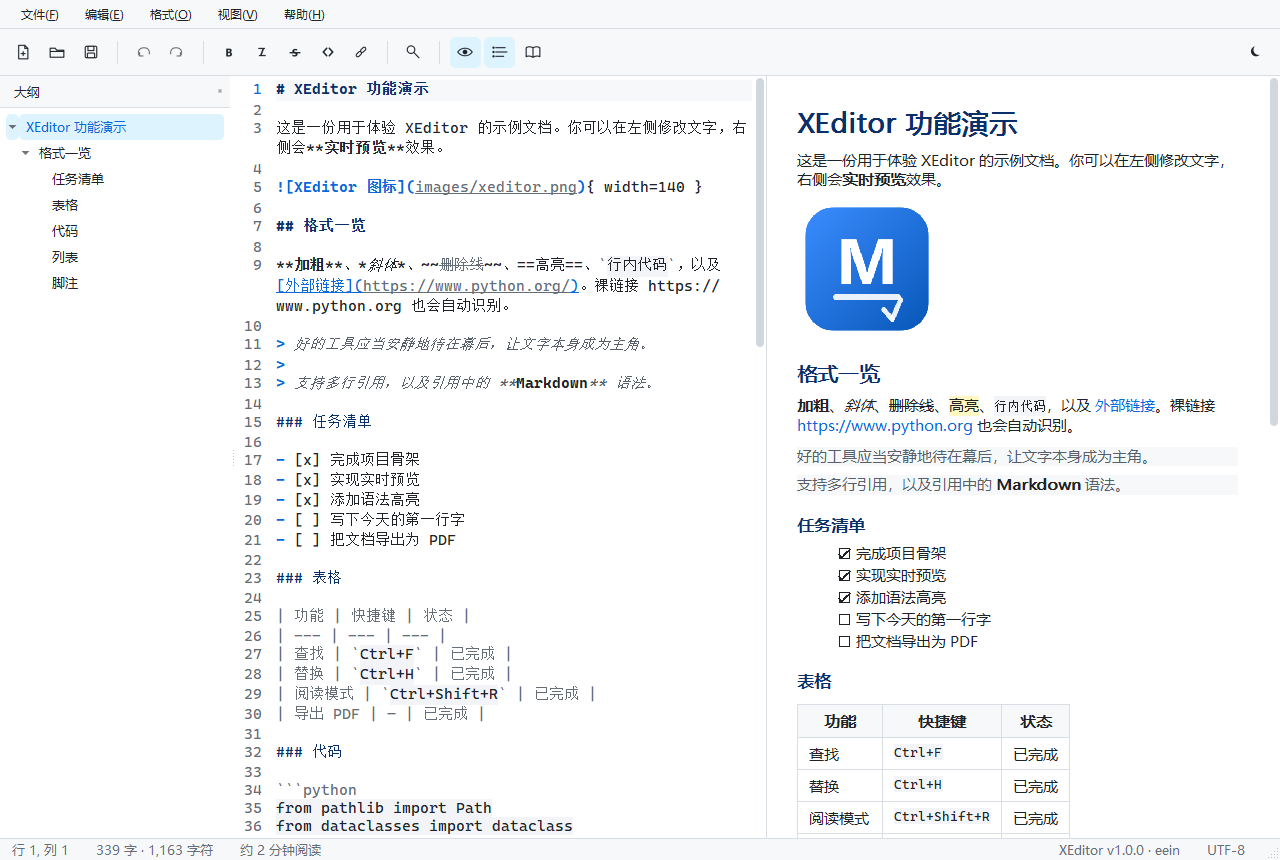 文件(F) 编辑(E) 格式(O) 视图(V) 帮助(H)
B Z S
大纲
XEditor 功能演示
格式一览
任务清单
表格
代码
列表
脚注
1 # XEditor 功能演示
2
3 这是一份用于体验 XEditor 的示例文档。你可以在左侧修改文字，右
侧会**实时预览**效果。
4
5 ![XEditor 图标](images/xeditor.png){ width=140 }
6
7 ## 格式一览
8
9 **加粗**、*斜体*、~~删除线~~、==高亮==、`行内代码`，以及
[外部链接](https://www.python.org/)。裸链接 https://
www.python.org 也会自动识别。
10
11 > 好的工具应当安静地待在幕后，让文字本身成为主角。
12 >
13 > 支持多行引用，以及引用中的 **Markdown** 语法。
14
15 ### 任务清单
16
17 - [x] 完成项目骨架
18 - [x] 实现实时预览
19 - [x] 添加语法高亮
20 - [ ] 写下今天的第一行字
21 - [ ] 把文档导出为 PDF
22
23 ### 表格
24
25 | 功能 | 快捷键 | 状态 |
26 | --- | --- | --- |
27 | 查找 | `Ctrl+F` | 已完成 |
28 | 替换 | `Ctrl+H` | 已完成 |
29 | 阅读模式 | `Ctrl+Shift+R` | 已完成 |
30 | 导出 PDF | — | 已完成 |
31
32 ### 代码
33
34 ```python
35 from pathlib import Path
36 from dataclasses import dataclass
XEditor 功能演示
这是一份用于体验 XEditor 的示例文档。你可以在左侧修改文字，
右侧会实时预览效果。
M
格式一览
加粗、斜体、删除线、高亮、行内代码，以及 外部链接。裸链接
https://www.python.org 也会自动识别。
好的工具应当安静地待在幕后，让文字本身成为主角。
支持多行引用，以及引用中的 Markdown 语法。
任务清单
☑ 完成项目骨架
☑ 实现实时预览
☑ 添加语法高亮
☐ 写下今天的第一行字
☐ 把文档导出为 PDF
表格
功能 快捷键 状态
查找 Ctrl+F 已完成
替换 Ctrl+H 已完成
阅读模式 Ctrl+Shift+R 已完成
行 1, 列 1 339 字 · 1,163 字符 约 2 分钟阅读 XEditor v1.0.0 · eein UTF-8